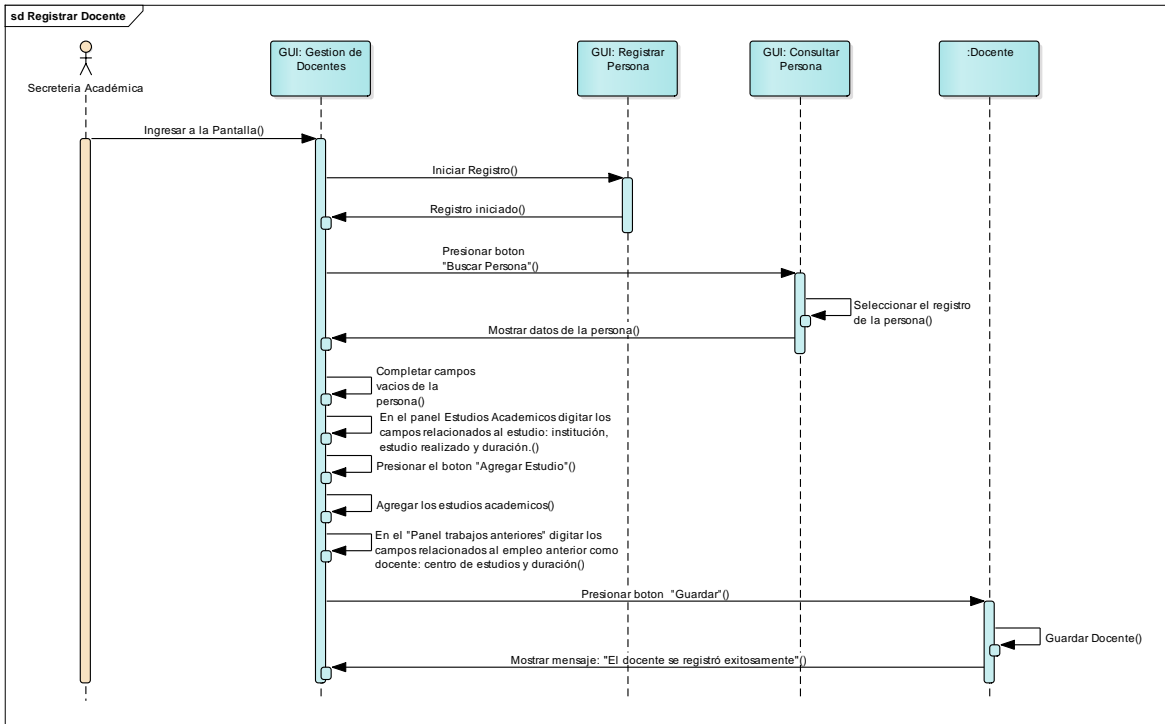 sd Registrar Docente
Secreteria Académica
GUI: Gestion de
Docentes
GUI: Registrar
Persona
GUI: Consultar
Persona
:Docente
Ingresar a la Pantalla()
Iniciar Registro()
Registro iniciado()
Presionar boton
"Buscar Persona"()
Seleccionar el registro
de la persona()
Mostrar datos de la persona()
Completar campos
vacios de la
persona()
En el panel Estudios Academicos digitar los
campos relacionados al estudio: institución,
estudio realizado y duración.()
Presionar el boton "Agregar Estudio"()
Agregar los estudios academicos()
En el "Panel trabajos anteriores" digitar los
campos relacionados al empleo anterior como
docente: centro de estudios y duración()
Presionar boton "Guardar"()
Guardar Docente()
Mostrar mensaje: "El docente se registró exitosamente"()